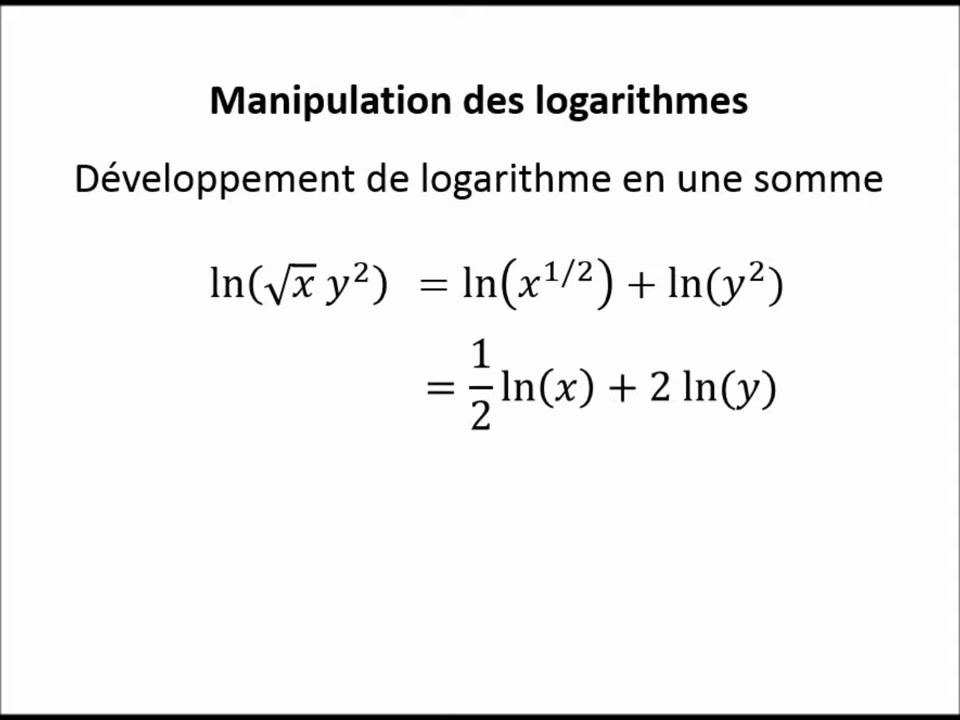 Manipulation des logarithmes
Développement de logarithme en une somme
ln(√x y²) = ln(x^{1/2}) + ln(y²)
= \frac{1}{2} ln(x) + 2 ln(y)